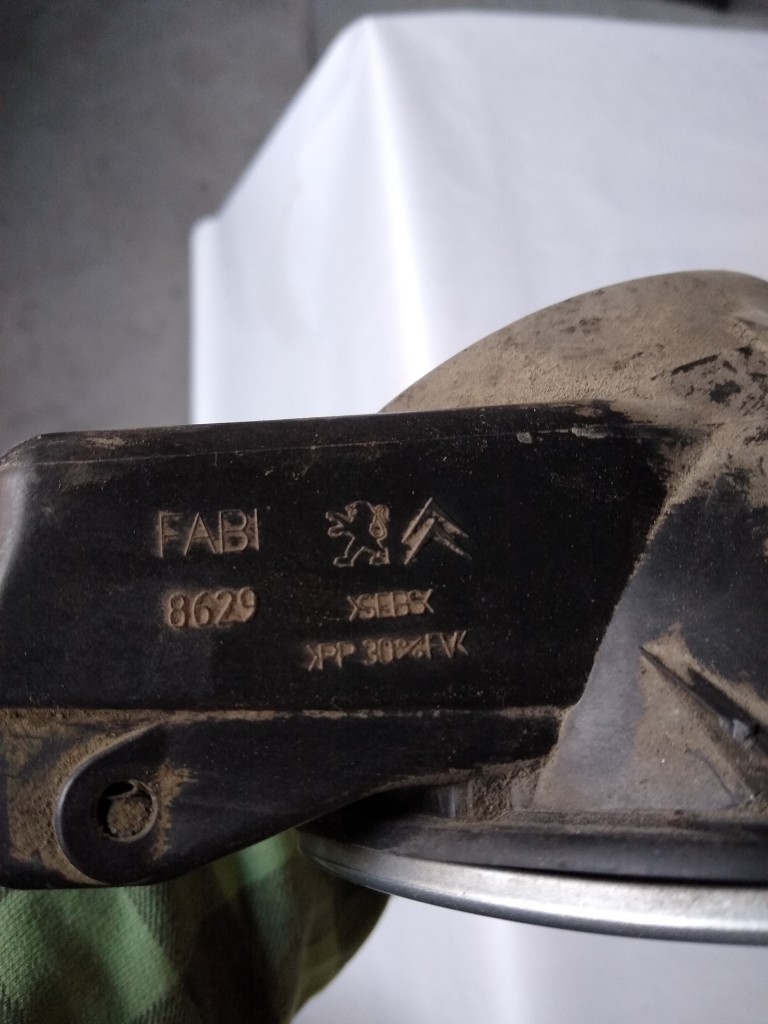 FABI
8629
>SEBS<
>PP 30%FV<